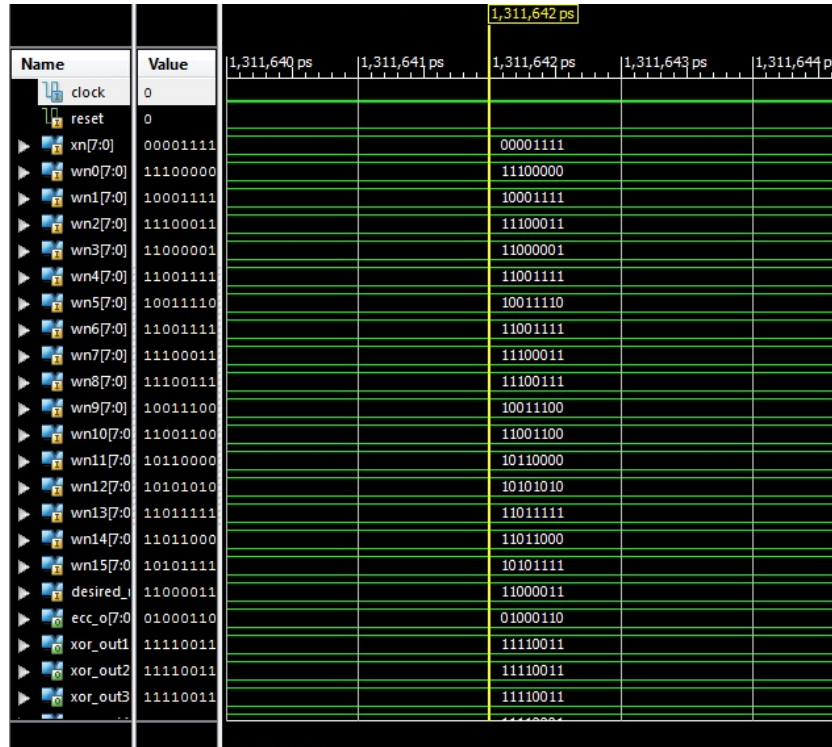 1,311,642 ps
Name Value 1,311,640 ps 1,311,641 ps 1,311,642 ps 1,311,643 ps 1,311,644 p
clock 0
reset 0
xn[7:0] 00001111 00001111
wn0[7:0] 11100000 11100000
wn1[7:0] 10001111 10001111
wn2[7:0] 11100011 11100011
wn3[7:0] 11000001 11000001
wn4[7:0] 11001111 11001111
wn5[7:0] 10011110 10011110
wn6[7:0] 11001111 11001111
wn7[7:0] 11100011 11100011
wn8[7:0] 11100111 11100111
wn9[7:0] 10011100 10011100
wn10[7:0 11001100 11001100
wn11[7:0 10110000 10110000
wn12[7:0 10101010 10101010
wn13[7:0 11011111 11011111
wn14[7:0 11011000 11011000
wn15[7:0 10101111 10101111
desired_ 11000011 11000011
ecc_o[7:0 01000110 01000110
xor_out1 11110011 11110011
xor_out2 11110011 11110011
xor_out3 11110011 11110011